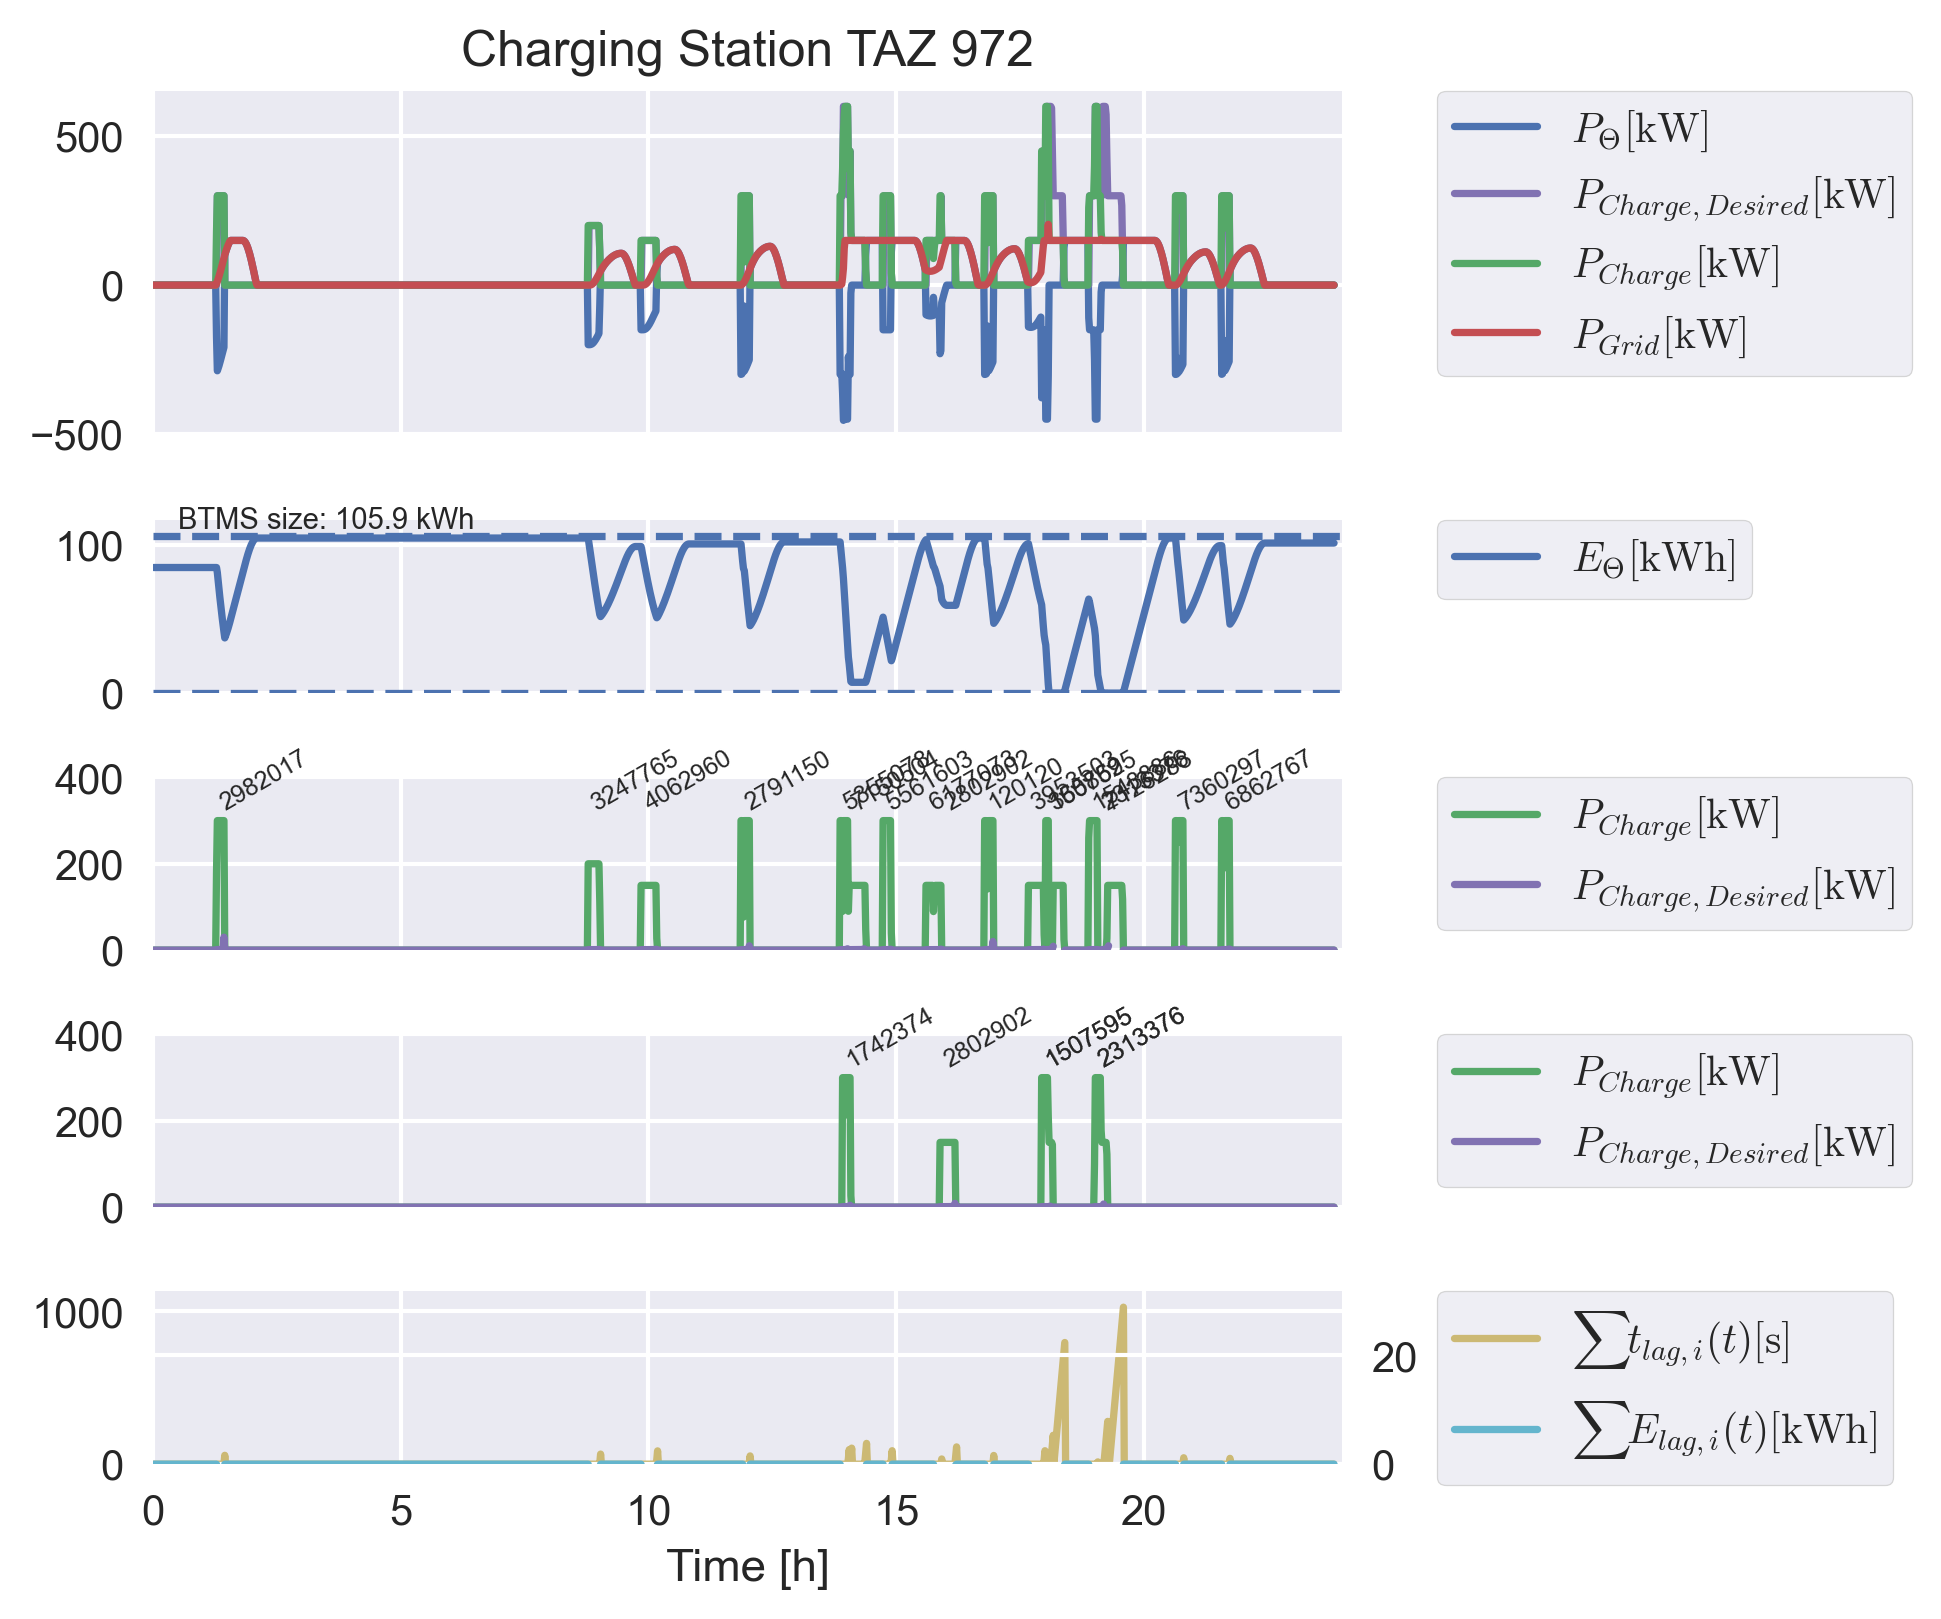 Charging Station TAZ 972
500
0
−500
P_Θ[kW]
P_Charge, Desired[kW]
P_Charge[kW]
P_Grid[kW]
BTMS size: 105.9 kWh
100
0
E_Θ[kWh]
400
200
0
2982017
3247765
4062960
2791150
5561603
2802902
120120
7360297
6862767
P_Charge[kW]
P_Charge, Desired[kW]
400
200
0
1742374
2802902
1507595
2313376
P_Charge[kW]
P_Charge, Desired[kW]
1000
0
20
0
∑t_lag, i(t)[s]
∑E_lag, i(t)[kWh]
0 5 10 15 20
Time [h]